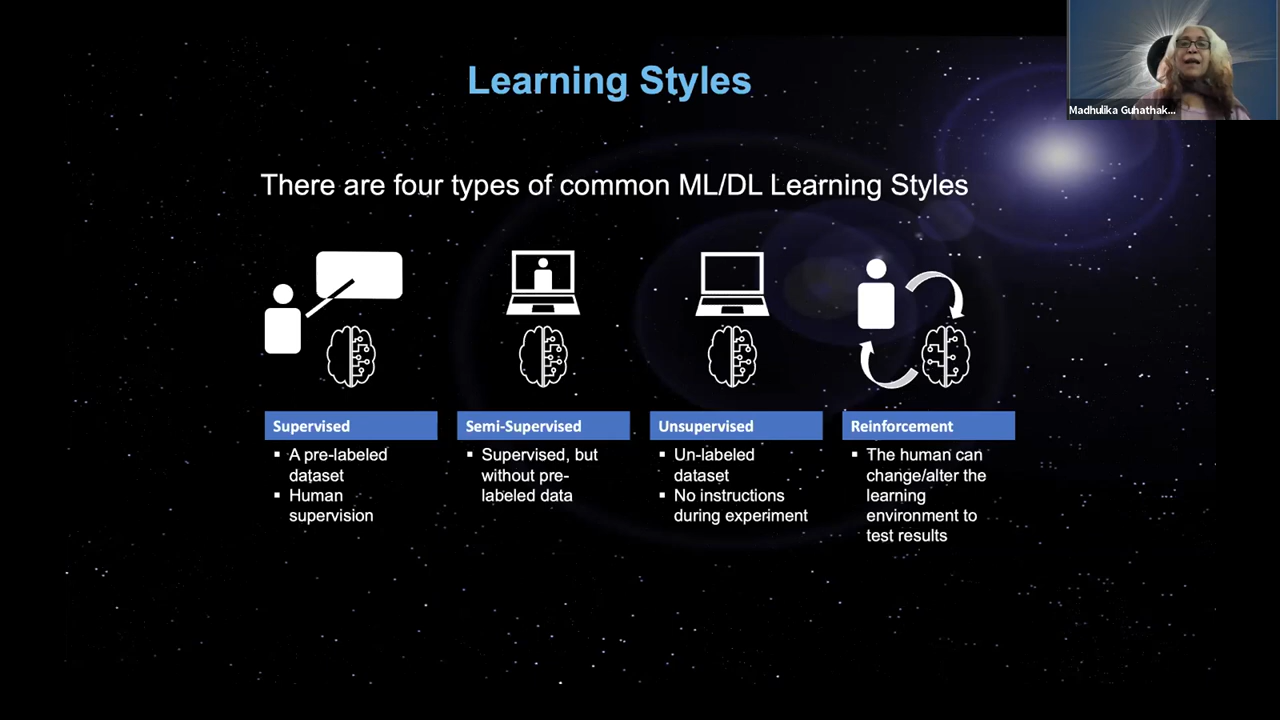 Learning Styles
Madhulika Guhathak...
There are four types of common ML/DL Learning Styles
Supervised
▪ A pre-labeled
dataset
▪ Human
supervision
Semi-Supervised
▪ Supervised, but
without pre-
labeled data
Unsupervised
▪ Un-labeled
dataset
▪ No instructions
during experiment
Reinforcement
▪ The human can
change/alter the
learning
environment to
test results